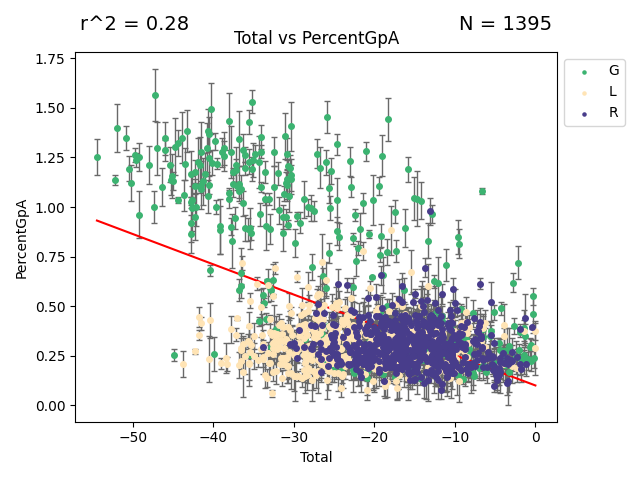 r^2 = 0.28
N = 1395
Total vs PercentGpA
1.75
1.50
1.25
1.00
0.75
0.50
0.25
0.00
PercentGpA
−50
−40
−30
−20
−10
0
Total
G
L
R